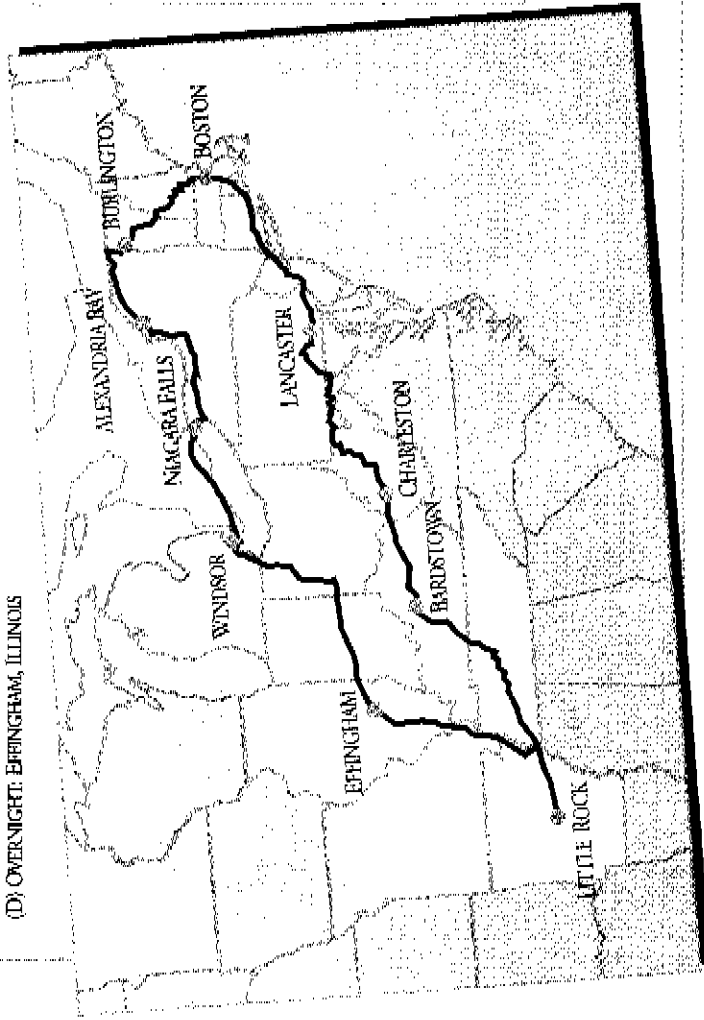 (D) OVERNIGHT: EFFINGHAM, ILLINOIS
BURLINGTON
BOSTON
ALEXANDRIA BAY
NIAGARA FALLS
LANCASTER
WINDSOR
CHARLESTON
BARDSTOWN
EFFINGHAM
LITTLE ROCK